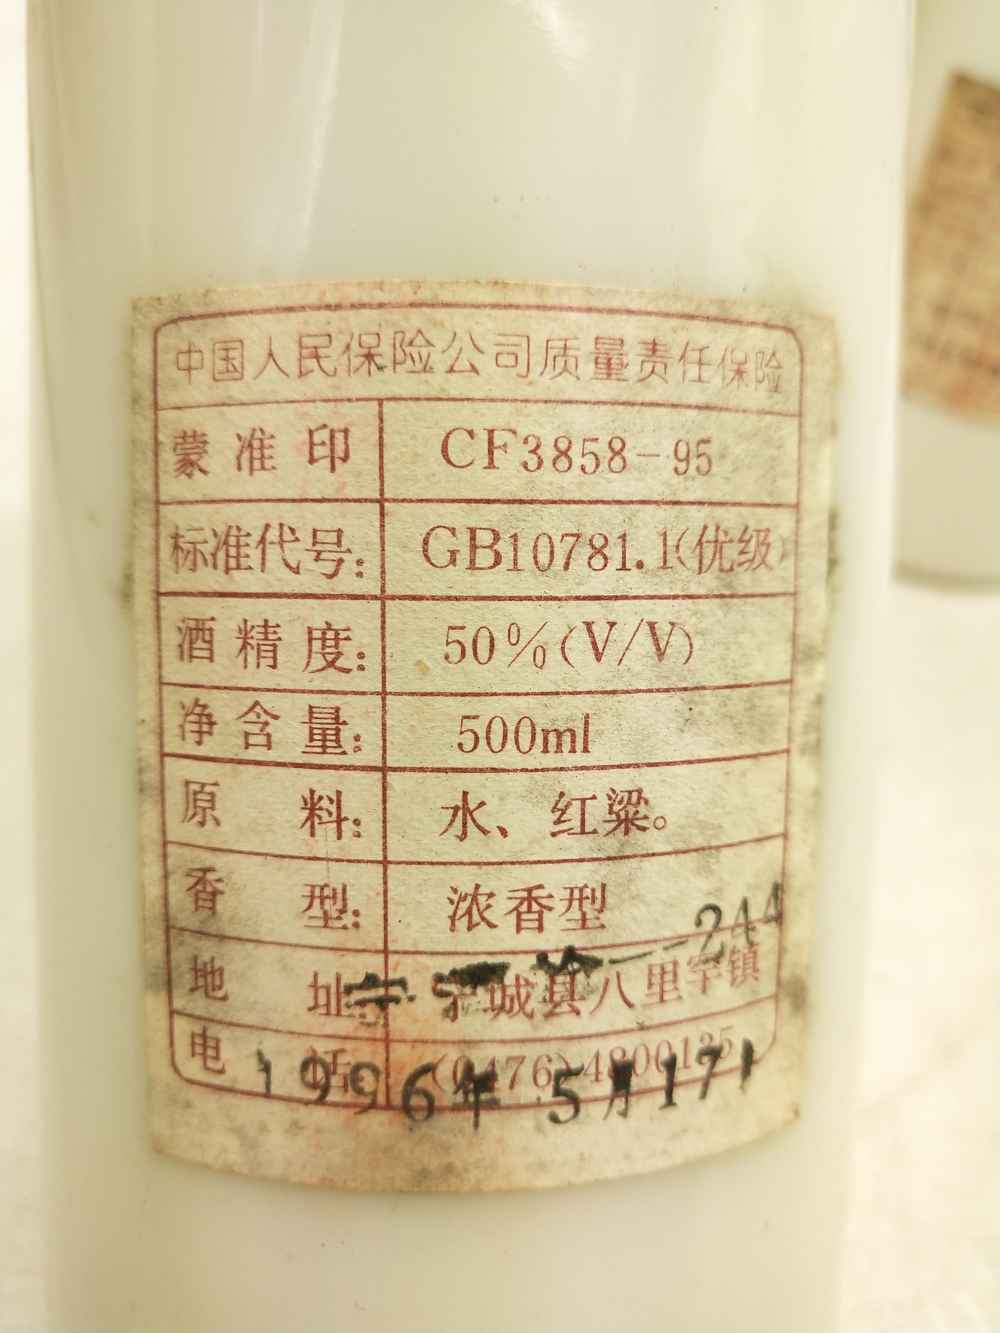 中国人民保险公司质量责任保险
蒙准印 CF3858-95
标准代号: GB10781.1(优级)
酒精度: 50%(V/V)
净含量: 500ml
原料: 水、红粱。
香型: 浓香型
-244
地址: 宁城县八里罕镇
电话: (0476)4800135
1996年 5月17